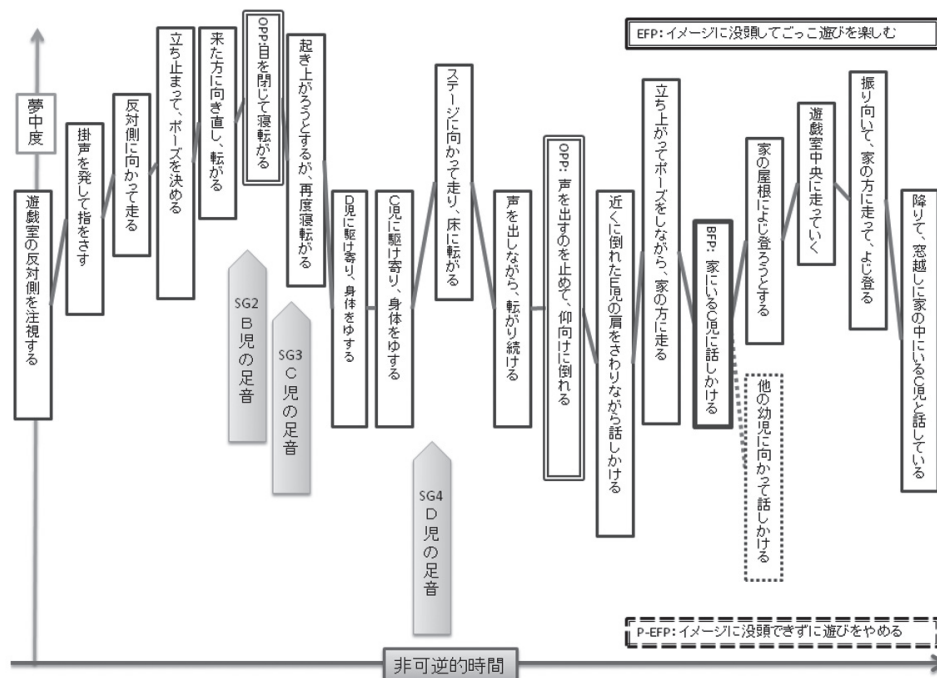 EFP：イメージに没頭してごっこ遊びを楽しむ
夢中度
遊戯室の反対側を注視する
掛声を発して指をさす
反対側に向かって走る
立ち止まって、ポーズを決める
来た方に向き直し、転がる
OPP:目を閉じて寝転がる
起き上がろうとするが、再度寝転がる
D児に駆け寄り、身体をゆする
C児に駆け寄り、身体をゆする
ステージに向かって走り、床に転がる
声を出しながら、転がり続ける
OPP：声を出すのを止めて、仰向けに倒れる
近くに倒れたE児の肩をさわりながら話しかける
立ち上がってポーズをしながら、家の方に走る
BFP：家にいるC児に話しかける
家の屋根によじ登ろうとする
他の幼児に向かって話しかける
遊戯室中央に走っていく
振り向いて、家の方に走って、よじ登る
降りて、窓越しに家の中にいるC児と話している
SG2 B児の足音
SG3 C児の足音
SG4 D児の足音
P-EFP：イメージに没頭できずに遊びをやめる
非可逆的時間